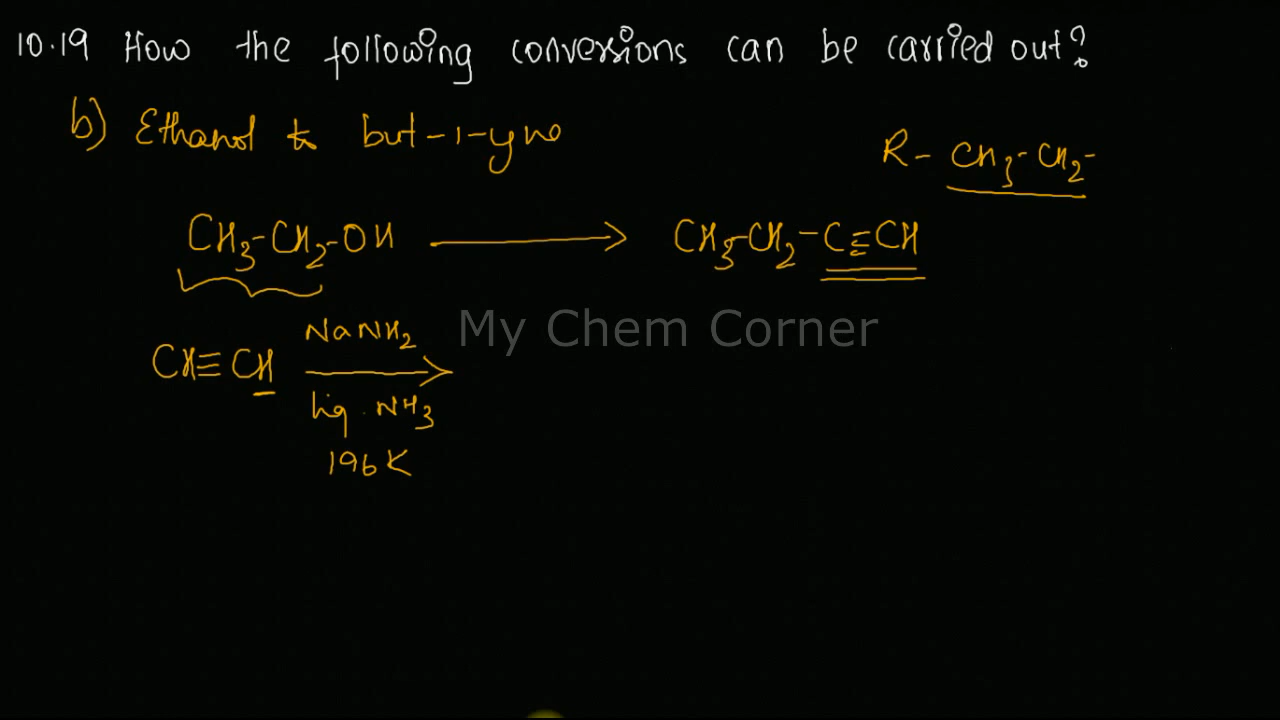 10.19 How the following conversions can be carried out?
b) Ethanol to but-1-yne
R- CH3-CH2-
CH3-CH2-OH → CH3-CH2-C≡CH
NaNH2
My Chem Corner
CH≡CH →
liq. NH3
196K